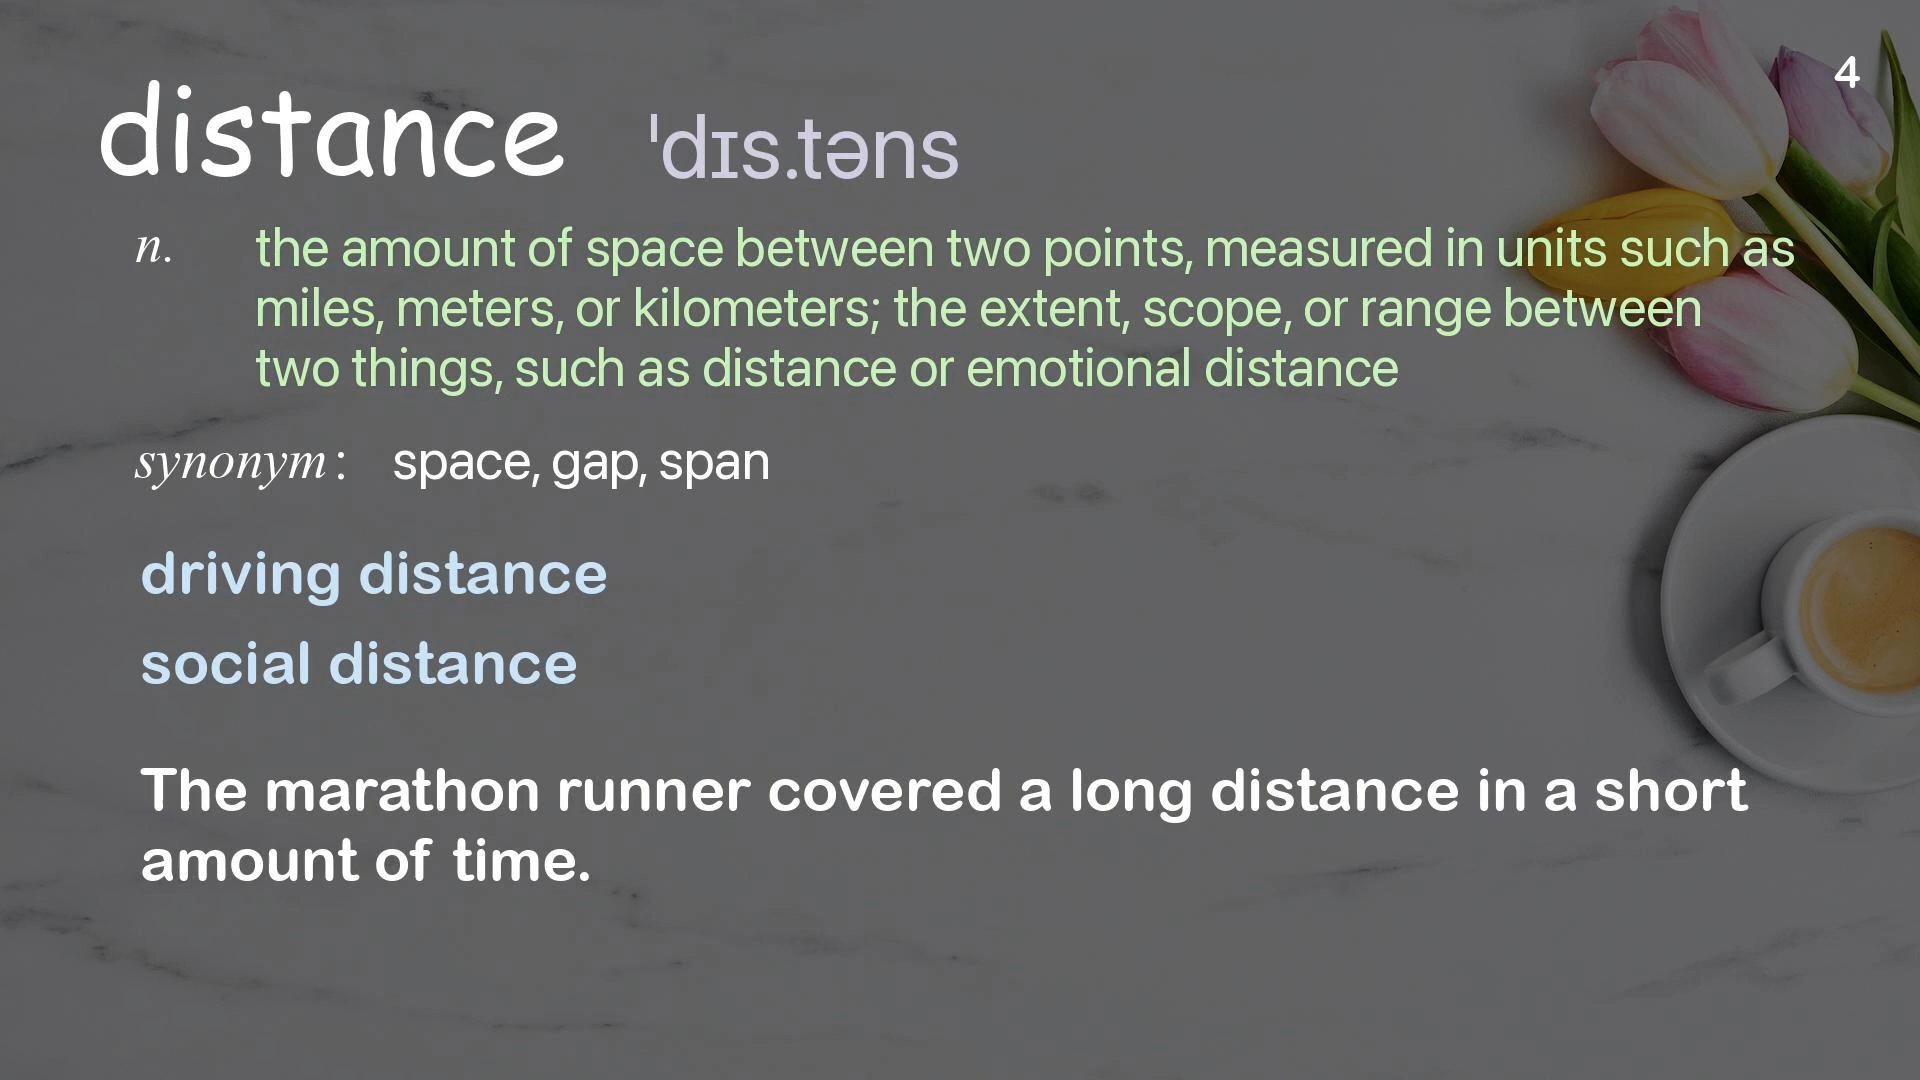 4
distance ˈdɪs.təns
n. the amount of space between two points, measured in units such as
miles, meters, or kilometers; the extent, scope, or range between
two things, such as distance or emotional distance
synonym: space, gap, span
driving distance
social distance
The marathon runner covered a long distance in a short
amount of time.